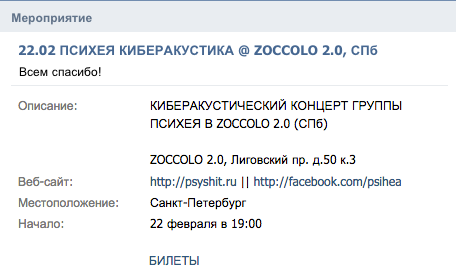 Мероприятие
22.02 ПСИХЕЯ КИБЕРАКУСТИКА @ ZOCCOLO 2.0, СПб
Всем спасибо!
Описание: КИБЕРАКУСТИЧЕСКИЙ КОНЦЕРТ ГРУППЫ
ПСИХЕЯ В ZOCCOLO 2.0 (СПб)
ZOCCOLO 2.0, Лиговский пр. д.50 к.3
Веб-сайт: http://psyshit.ru || http://facebook.com/psihea
Местоположение: Санкт-Петербург
Начало: 22 февраля в 19:00
БИЛЕТЫ